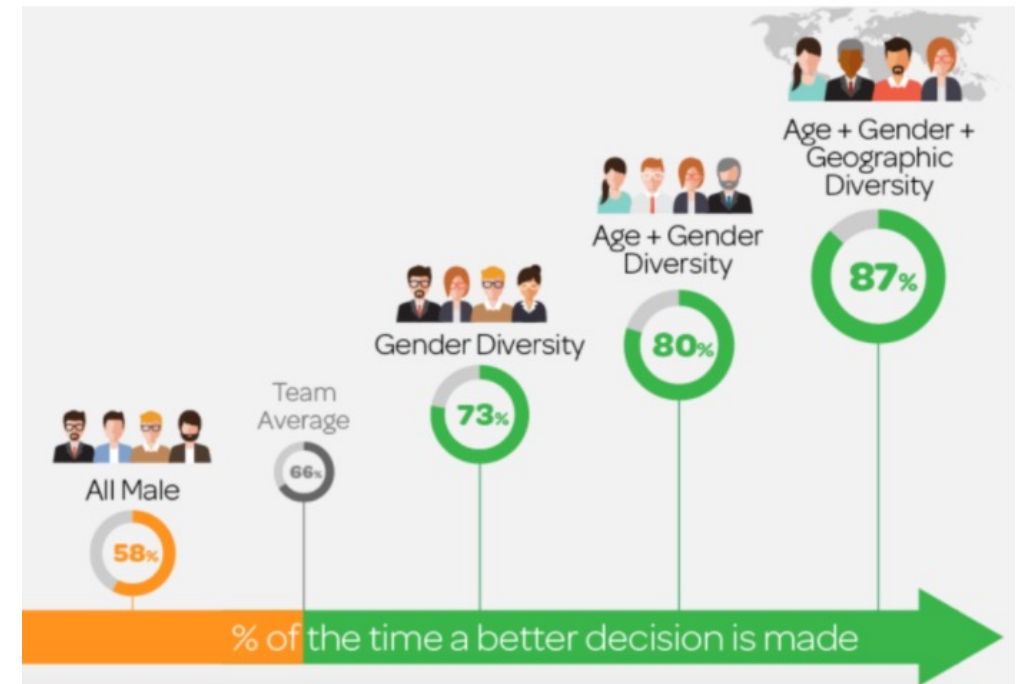 Age + Gender +
Geographic
Diversity
87%
Age + Gender
Diversity
80%
Gender Diversity
73%
Team
Average
66%
All Male
58%
% of the time a better decision is made